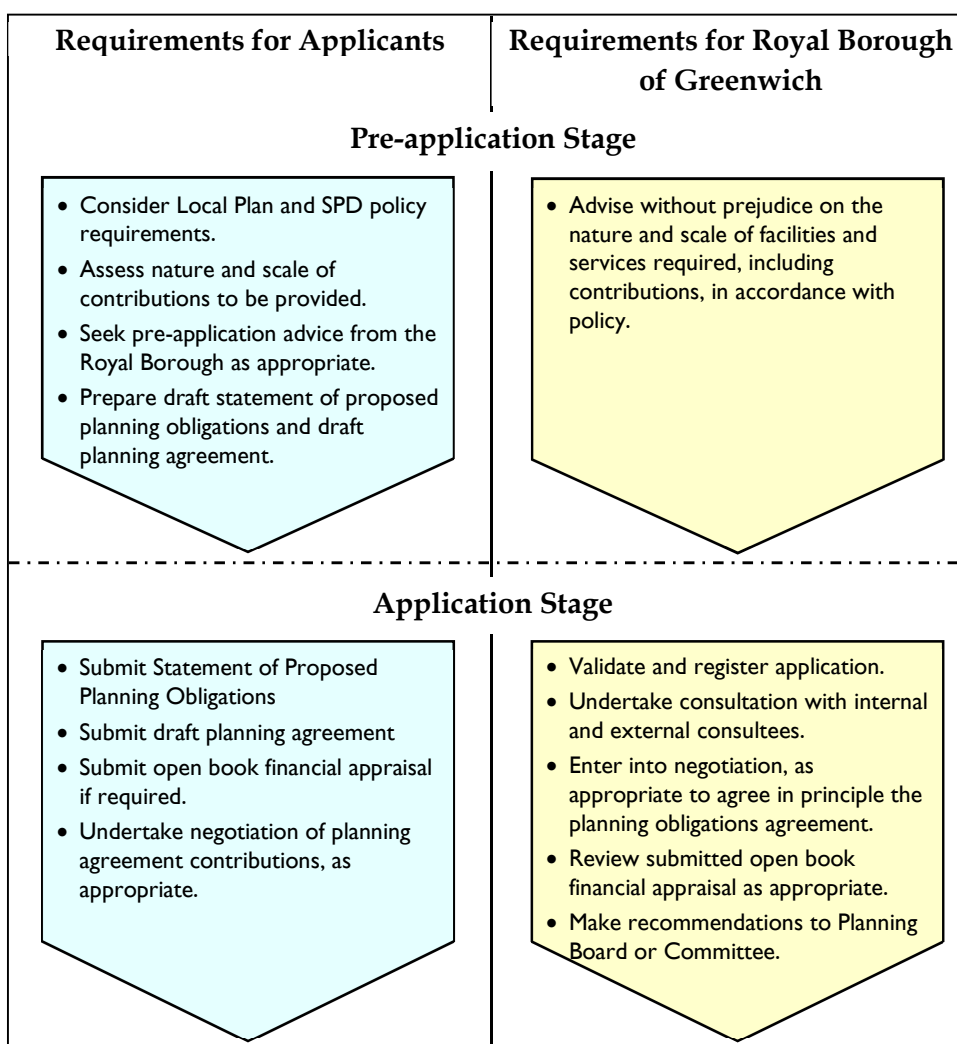 Requirements for Applicants
Requirements for Royal Borough
of Greenwich
Pre-application Stage
• Consider Local Plan and SPD policy
requirements.
• Assess nature and scale of
contributions to be provided.
• Seek pre-application advice from the
Royal Borough as appropriate.
• Prepare draft statement of proposed
planning obligations and draft
planning agreement.
• Advise without prejudice on the
nature and scale of facilities and
services required, including
contributions, in accordance with
policy.
Application Stage
• Submit Statement of Proposed
Planning Obligations
• Submit draft planning agreement
• Submit open book financial appraisal
if required.
• Undertake negotiation of planning
agreement contributions, as
appropriate.
• Validate and register application.
• Undertake consultation with internal
and external consultees.
• Enter into negotiation, as
appropriate to agree in principle the
planning obligations agreement.
• Review submitted open book
financial appraisal as appropriate.
• Make recommendations to Planning
Board or Committee.